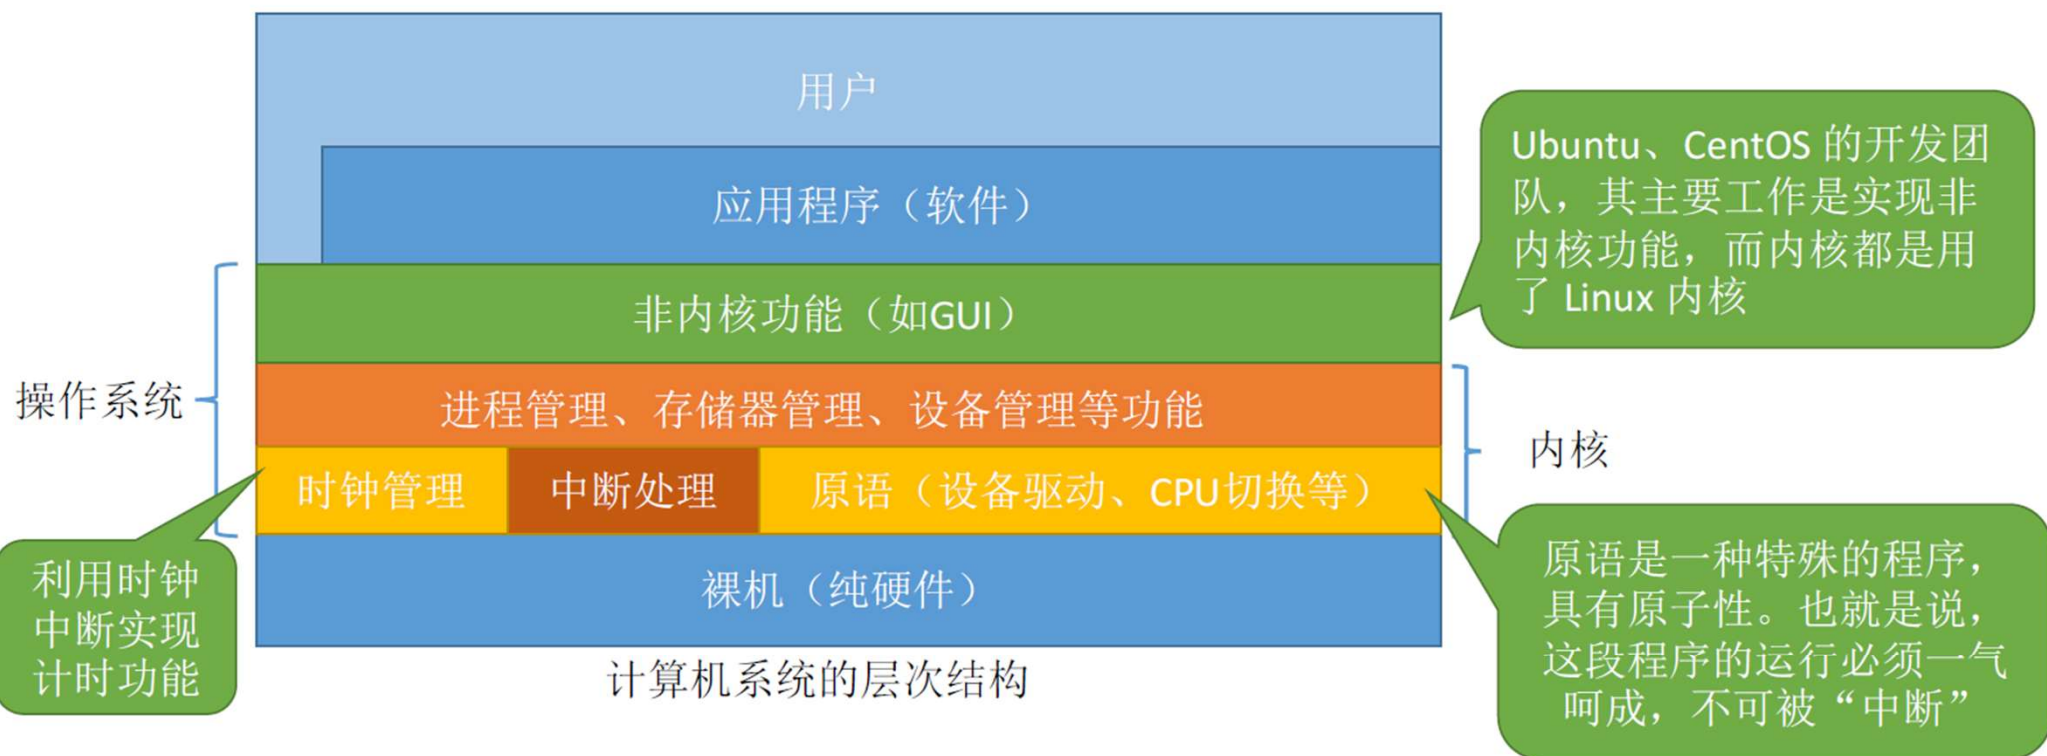 用户
应用程序（软件）
Ubuntu、CentOS 的开发团
队，其主要工作是实现非
内核功能，而内核都是用
了 Linux 内核
非内核功能（如GUI）
操作系统
进程管理、存储器管理、设备管理等功能
内核
时钟管理
中断处理
原语（设备驱动、CPU切换等）
利用时钟
中断实现
计时功能
裸机（纯硬件）
原语是一种特殊的程序，
具有原子性。也就是说，
这段程序的运行必须一气
呵成，不可被“中断”
计算机系统的层次结构